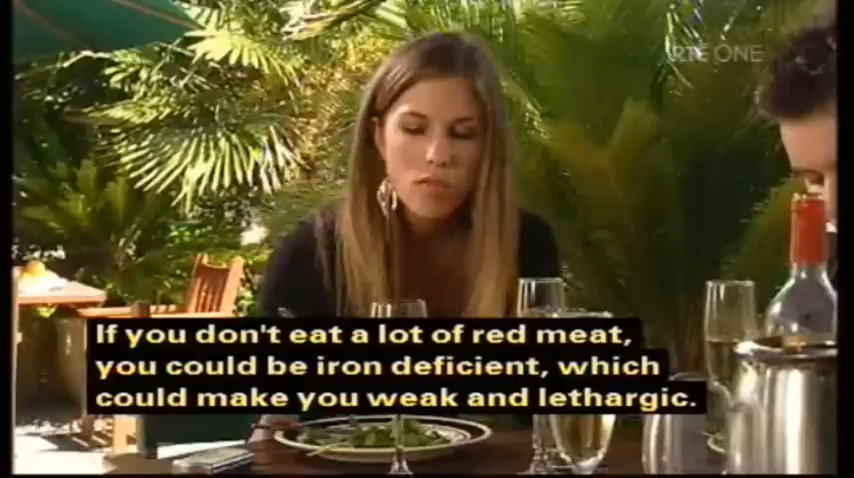 RTÉ ONE
If you don't eat a lot of red meat,
you could be iron deficient, which
could make you weak and lethargic.